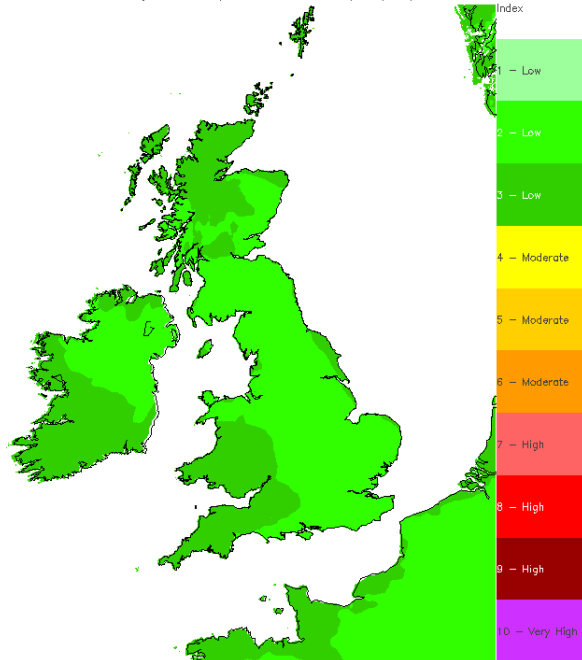 Index
1 - Low
2 - Low
3 - Low
4 - Moderate
5 - Moderate
6 - Moderate
7 - High
8 - High
9 - High
10 - Very High